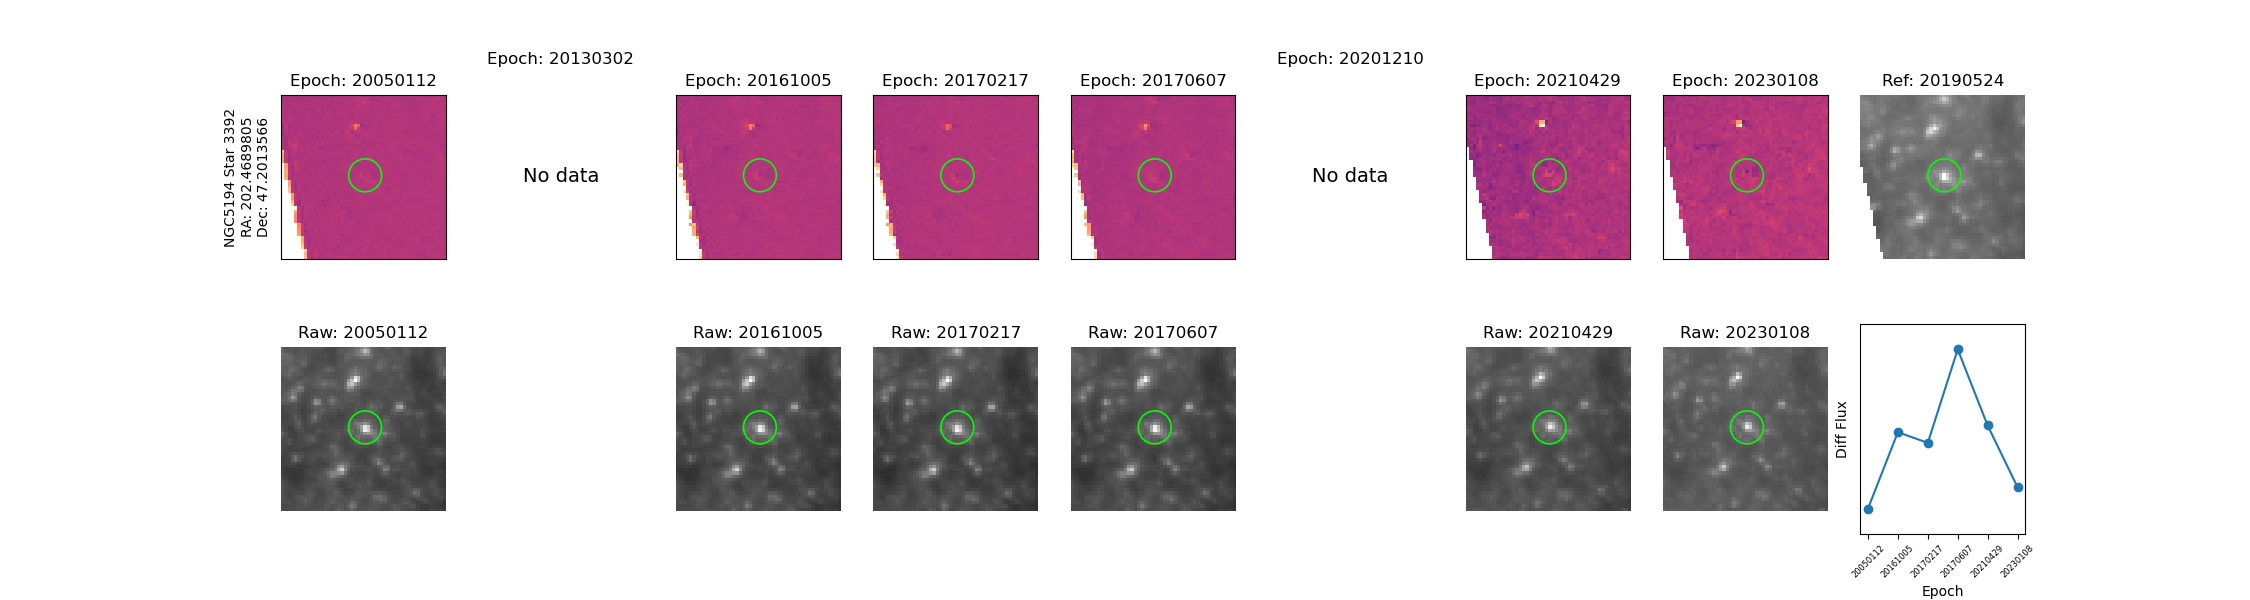 NGC5194 Star 3392
RA: 202.4689805
Dec: 47.2013566
Epoch: 20050112
Epoch: 20130302
No data
Epoch: 20161005
Epoch: 20170217
Epoch: 20170607
Epoch: 20201210
No data
Epoch: 20210429
Epoch: 20230108
Ref: 20190524
Raw: 20050112
Raw: 20161005
Raw: 20170217
Raw: 20170607
Raw: 20210429
Raw: 20230108
Diff Flux
20050112
20161005
20170217
20170607
20210429
20230108
Epoch